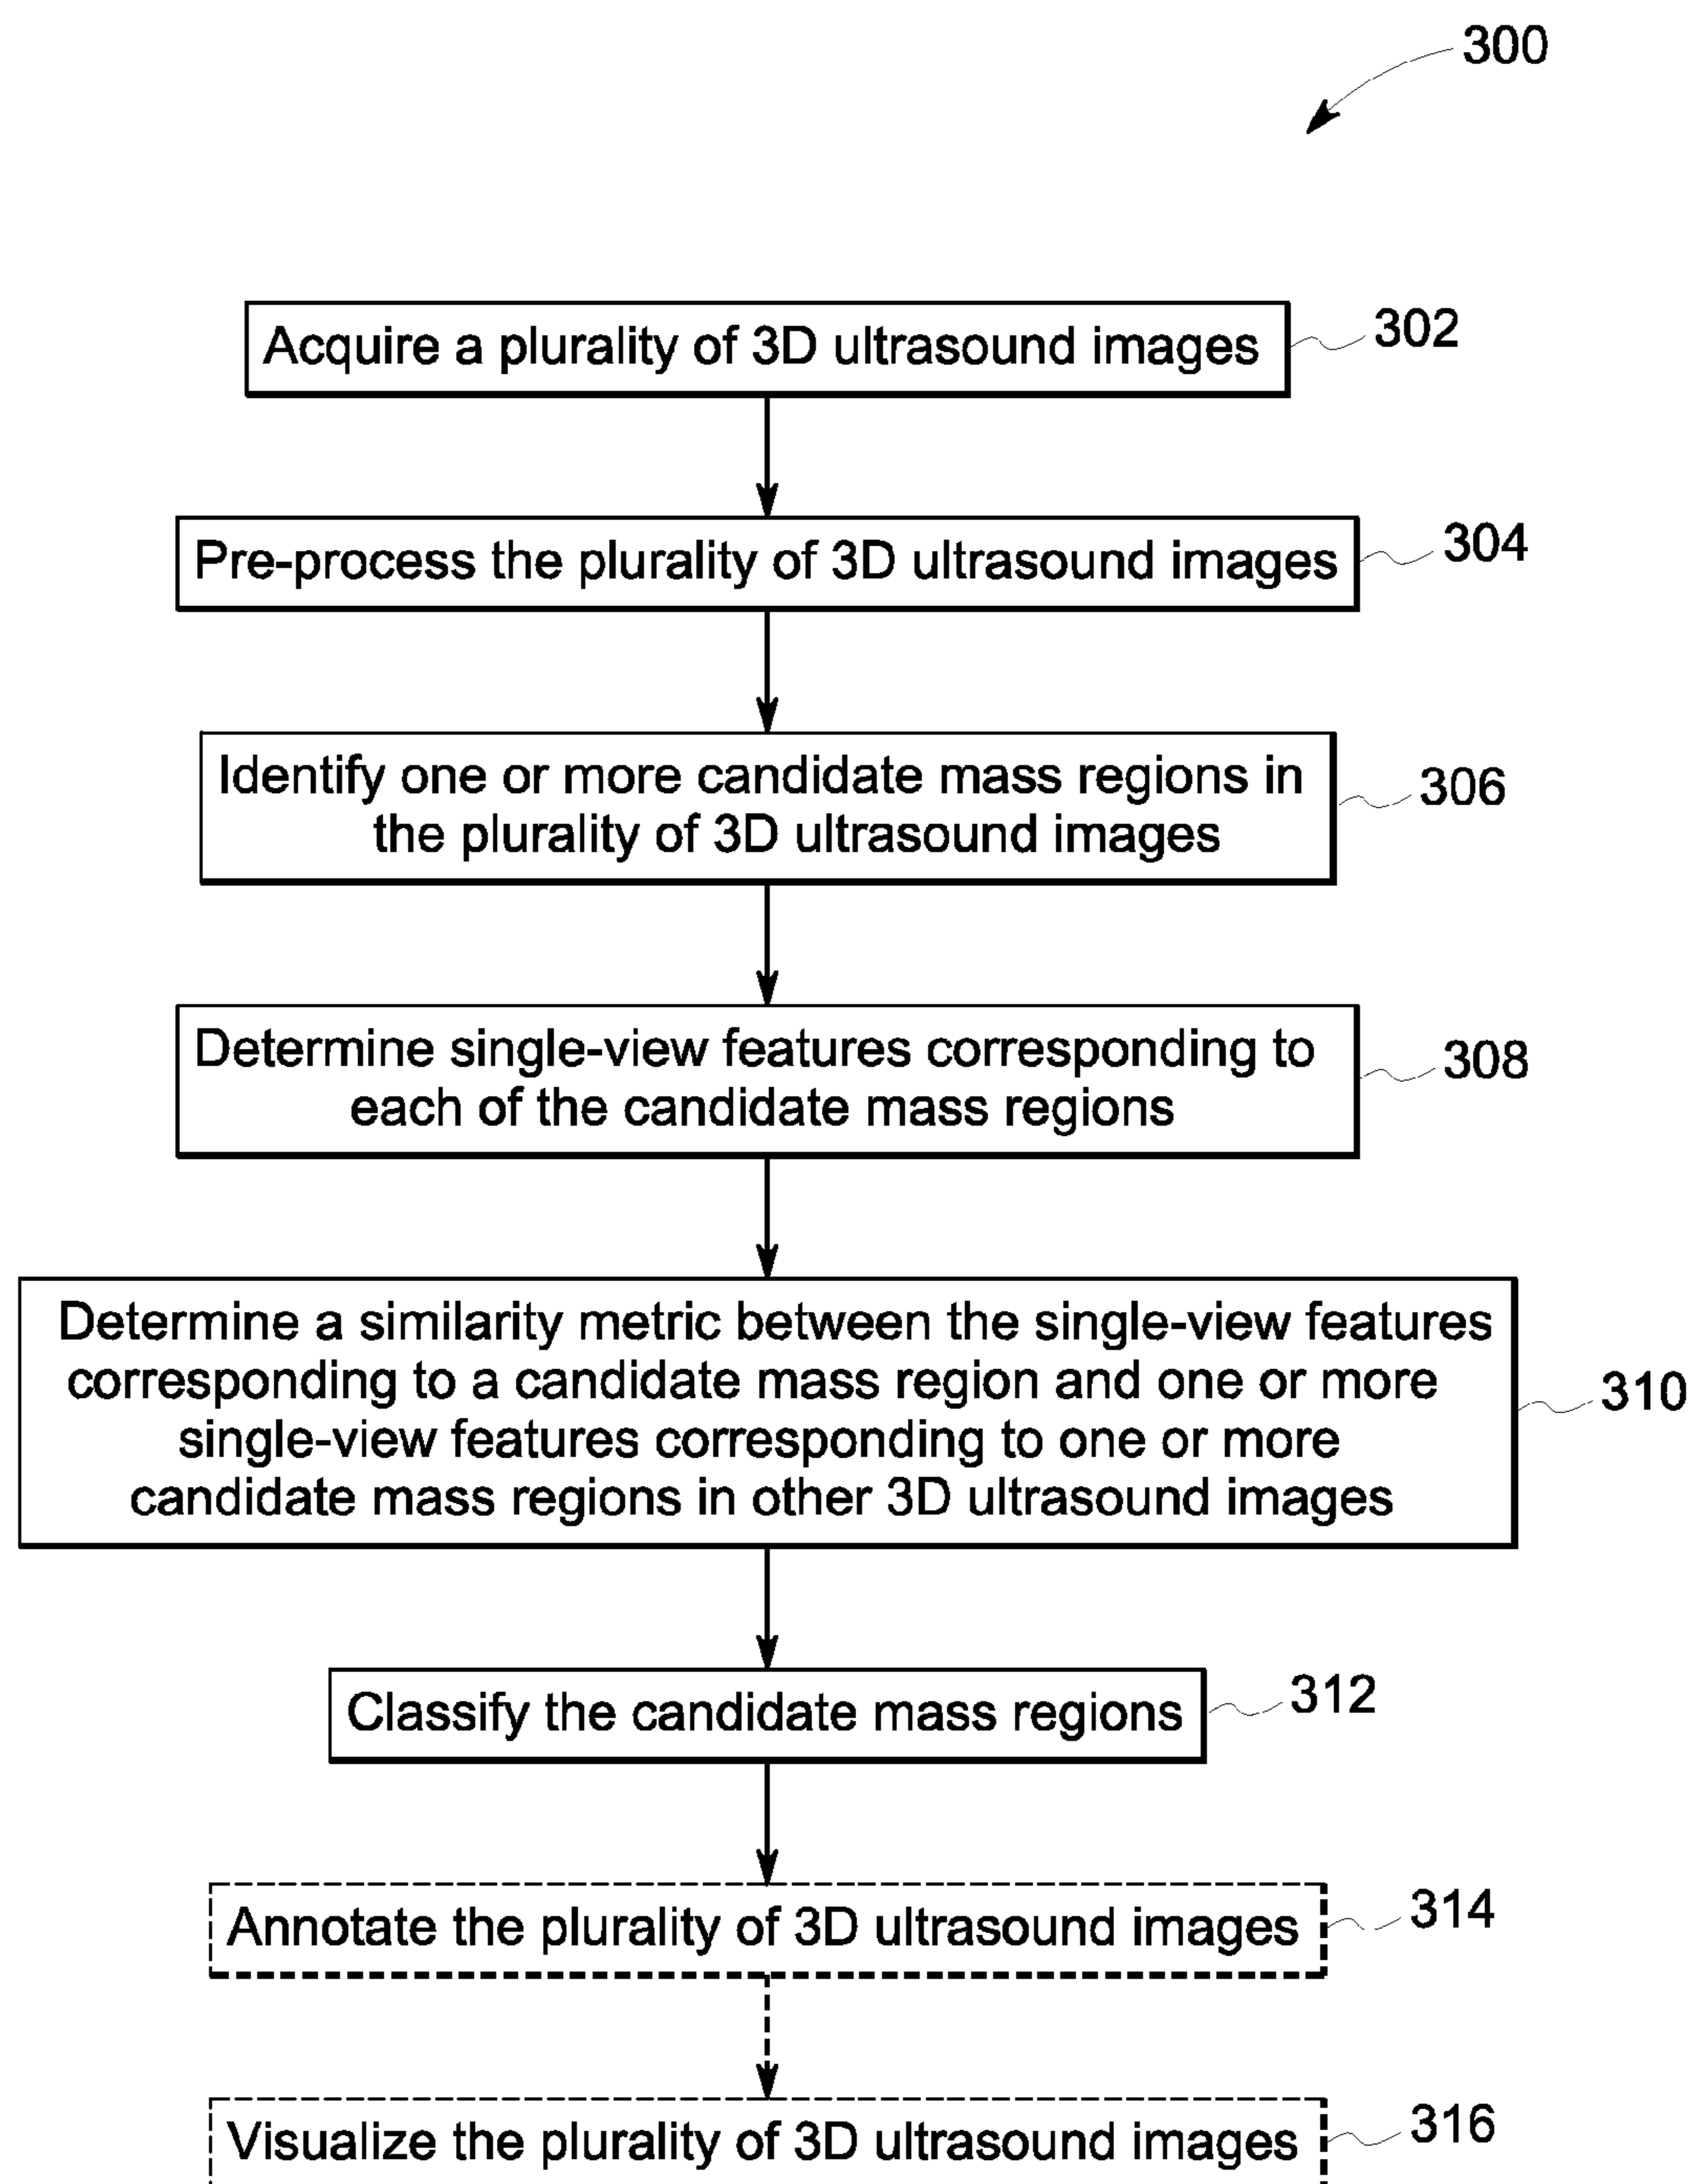 300
Acquire a plurality of 3D ultrasound images
302
Pre-process the plurality of 3D ultrasound images
304
Identify one or more candidate mass regions in
the plurality of 3D ultrasound images
306
Determine single-view features corresponding to
each of the candidate mass regions
308
Determine a similarity metric between the single-view features
corresponding to a candidate mass region and one or more
single-view features corresponding to one or more
candidate mass regions in other 3D ultrasound images
310
Classify the candidate mass regions
312
Annotate the plurality of 3D ultrasound images
314
Visualize the plurality of 3D ultrasound images
316